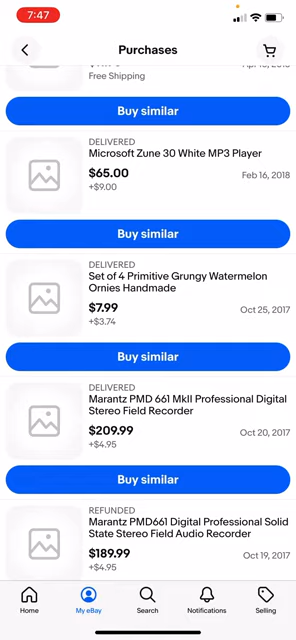 7:47
Purchases
Free Shipping
Buy similar
DELIVERED
Microsoft Zune 30 White MP3 Player
$65.00
Feb 16, 2018
+$9.00
Buy similar
DELIVERED
Set of 4 Primitive Grungy Watermelon
Ornies Handmade
$7.99
Oct 25, 2017
+$3.74
Buy similar
DELIVERED
Marantz PMD 661 MkII Professional Digital
Stereo Field Recorder
$209.99
Oct 20, 2017
+$4.95
Buy similar
REFUNDED
Marantz PMD661 Digital Professional Solid
State Stereo Field Audio Recorder
$189.99
Oct 19, 2017
+$4.95
Home
My eBay
Search
Notifications
Selling